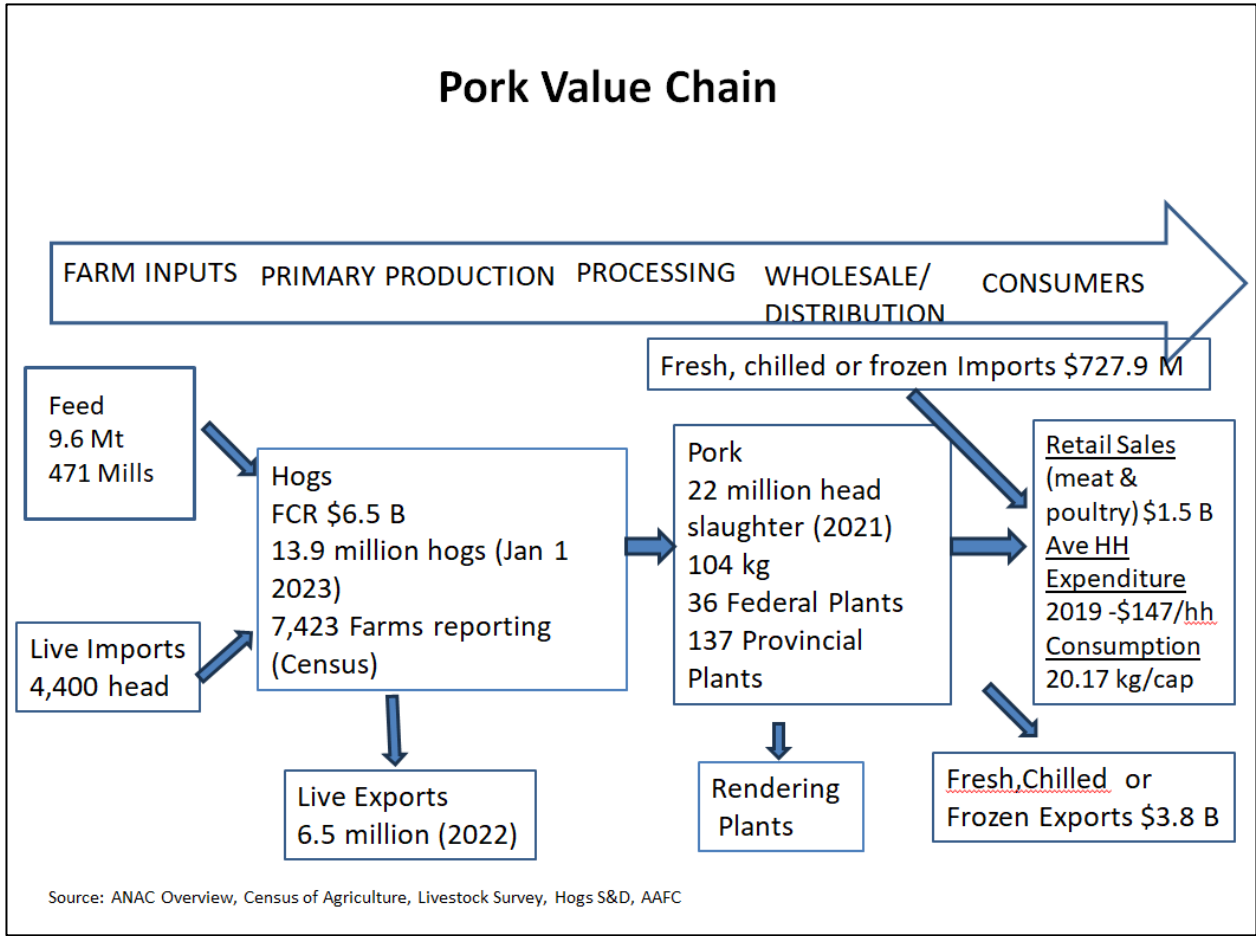 Pork Value Chain
FARM INPUTS
PRIMARY PRODUCTION
PROCESSING
WHOLESALE/
DISTRIBUTION
CONSUMERS
Fresh, chilled or frozen Imports $727.9 M
Feed
9.6 Mt
471 Mills
Live Imports
4,400 head
Hogs
FCR $6.5 B
13.9 million hogs (Jan 1
2023)
7,423 Farms reporting
(Census)
Live Exports
6.5 million (2022)
Pork
22 million head
slaughter (2021)
104 kg
36 Federal Plants
137 Provincial
Plants
Rendering
Plants
Retail Sales
(meat &
poultry) $1.5 B
Ave HH
Expenditure
2019 -$147/hh
Consumption
20.17 kg/cap
Fresh,Chilled or
Frozen Exports $3.8 B
Source: ANAC Overview, Census of Agriculture, Livestock Survey, Hogs S&D, AAFC